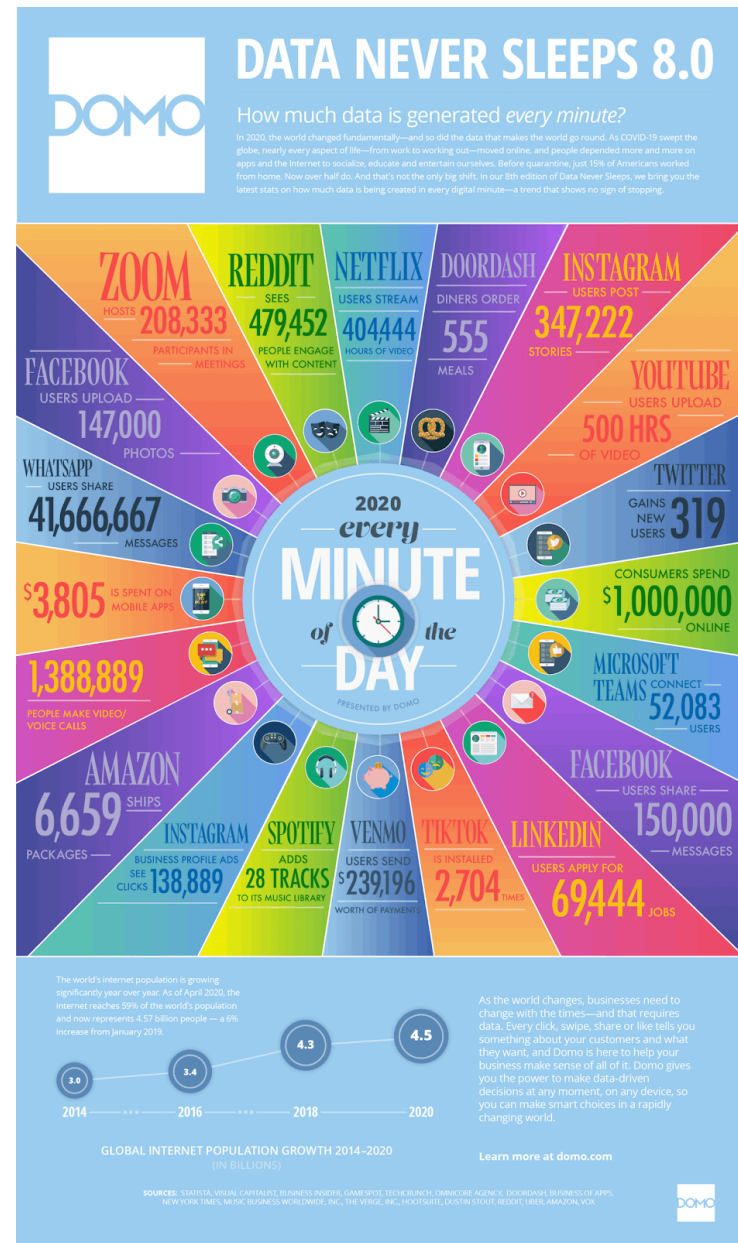 DOMO
DATA NEVER SLEEPS 8.0
How much data is generated every minute?
In 2020, the world changed fundamentally—and so did the data that makes the world go round. As COVID-19 swept the
globe, nearly every aspect of life—from work to working out—moved online, and people depended more and more on
apps and the Internet to socialize, educate and entertain ourselves. Before quarantine, just 15% of Americans worked
from home. Now over half do. And that's not the only big shift. In our 8th edition of Data Never Sleeps, we bring you the
latest stats on how much data is being created in every digital minute—a trend that shows no sign of stopping.
ZOOM
HOSTS 208,333
PARTICIPANTS IN
MEETINGS
REDDIT
SEES
479,452
PEOPLE ENGAGE
WITH CONTENT
NETFLIX
USERS STREAM
404,444
HOURS OF VIDEO
DOORDASH
DINERS ORDER
555
MEALS
INSTAGRAM
USERS POST
347,222
STORIES
YOUTUBE
USERS UPLOAD
500 HRS
OF VIDEO
TWITTER
GAINS
NEW
USERS
319
CONSUMERS SPEND
$1,000,000
ONLINE
MICROSOFT
TEAMS CONNECT
52,083
USERS
FACEBOOK
USERS SHARE
150,000
MESSAGES
LINKEDIN
USERS APPLY FOR
69,444 JOBS
TIKTOK
IS INSTALLED
2,704 TIMES
VENMO
USERS SEND
$239,196
WORTH OF PAYMENTS
SPOTIFY
ADDS
28 TRACKS
TO ITS MUSIC LIBRARY
INSTAGRAM
BUSINESS PROFILE ADS
SEE
CLICKS 138,889
AMAZON
6,659 SHIPS
PACKAGES
1,388,889
PEOPLE MAKE VIDEO/
VOICE CALLS
$3,805 IS SPENT ON
MOBILE APPS
WHATSAPP
USERS SHARE
41,666,667
MESSAGES
FACEBOOK
USERS UPLOAD
147,000
PHOTOS
2020
every
MINUTE
of the
DAY
PRESENTED BY DOMO
The world's internet population is growing
significantly year over year. As of April 2020, the
internet reaches 59% of the world's population
and now represents 4.57 billion people — a 6%
increase from January 2019.
3.0
3.4
4.3
4.5
2014
2016
2018
2020
GLOBAL INTERNET POPULATION GROWTH 2014–2020
(IN BILLIONS)
As the world changes, businesses need to
change with the times—and that requires
data. Every click, swipe, share or like tells you
something about your customers and what
they want, and Domo is here to help your
business make sense of all of it. Domo gives
you the power to make data-driven
decisions at any moment, on any device, so
you can make smart choices in a rapidly
changing world.
Learn more at domo.com
SOURCES: STATISTA, VISUAL CAPITALIST, BUSINESS INSIDER, GAMESPOT, TECHCRUNCH, OMNICORE AGENCY, DOORDASH, BUSINESS OF APPS,
NEW YORK TIMES, MUSIC BUSINESS WORLDWIDE, INC., THE VERGE, INC., HOOTSUITE, DUSTIN STOUT, REDDIT, UBER, AMAZON, VOX
DOMO